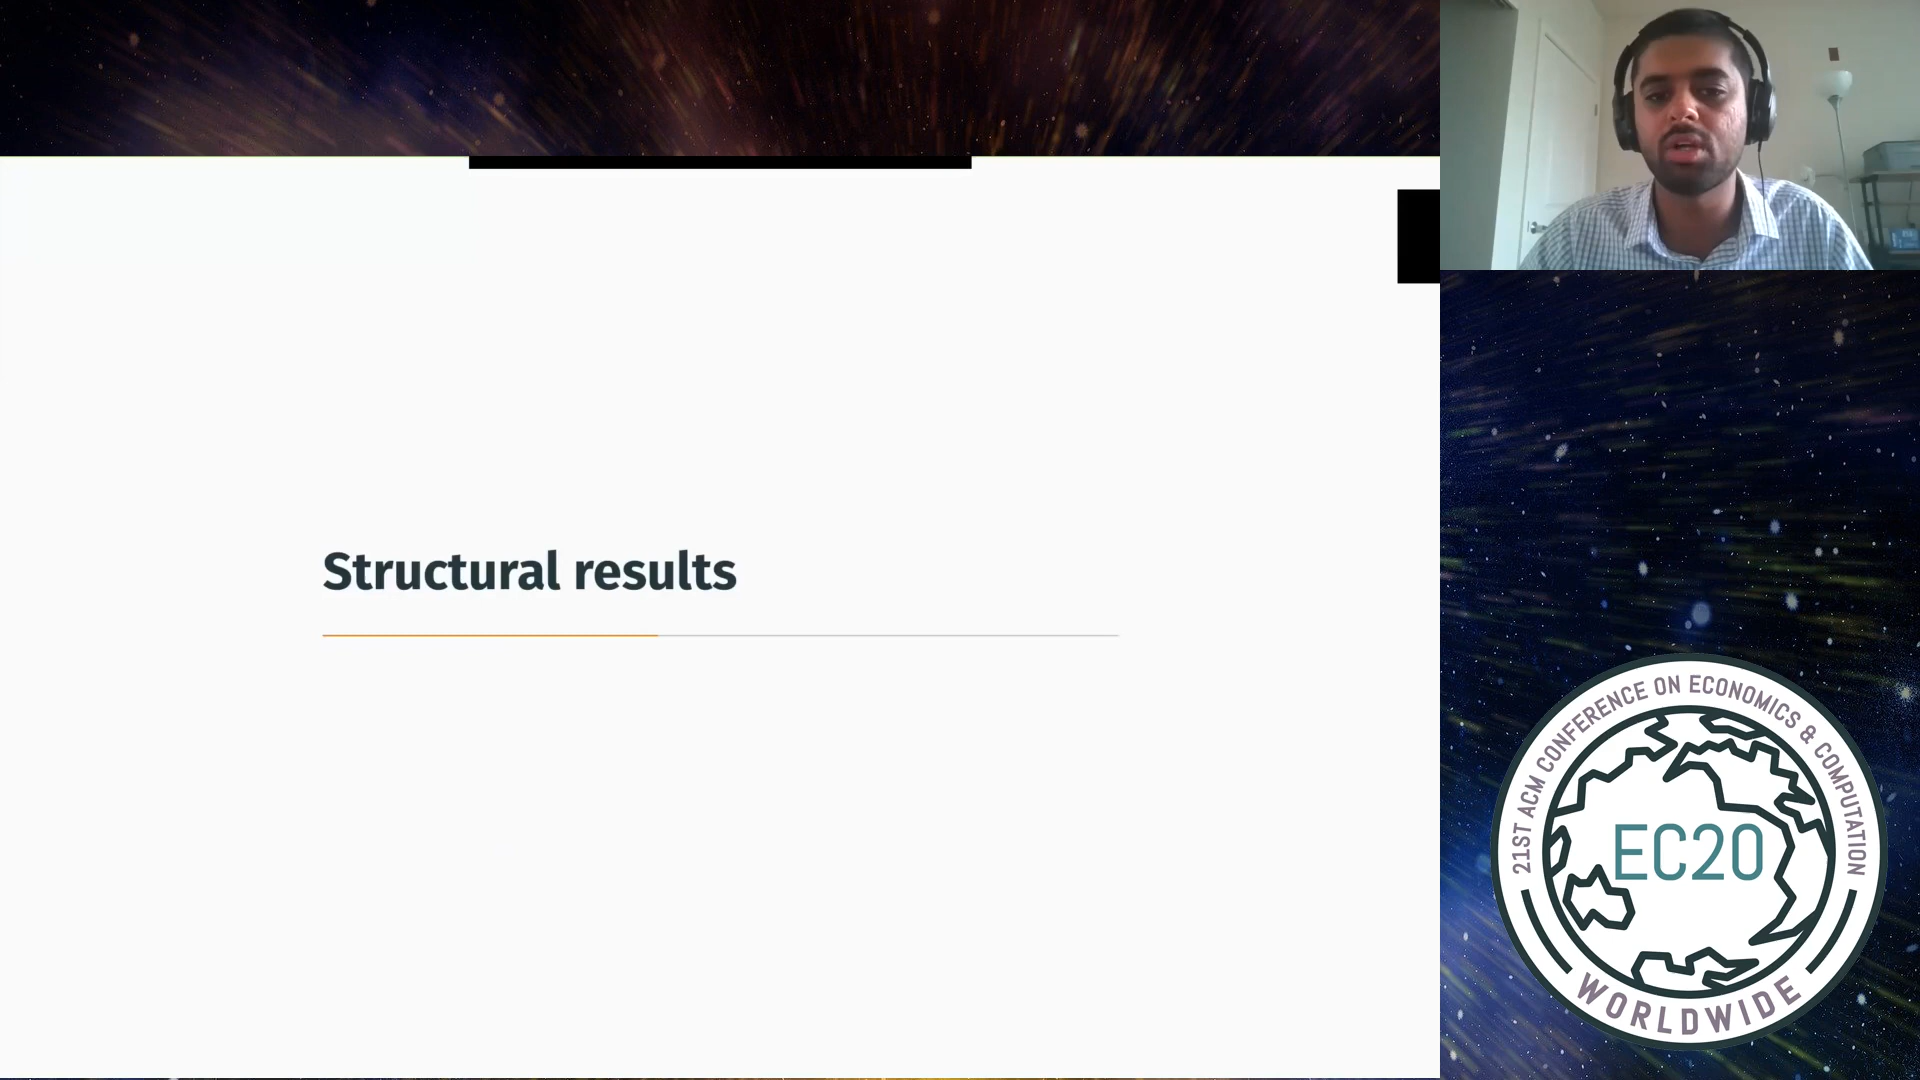 Structural results
21ST ACM CONFERENCE ON ECONOMICS & COMPUTATION
EC20
WORLDWIDE